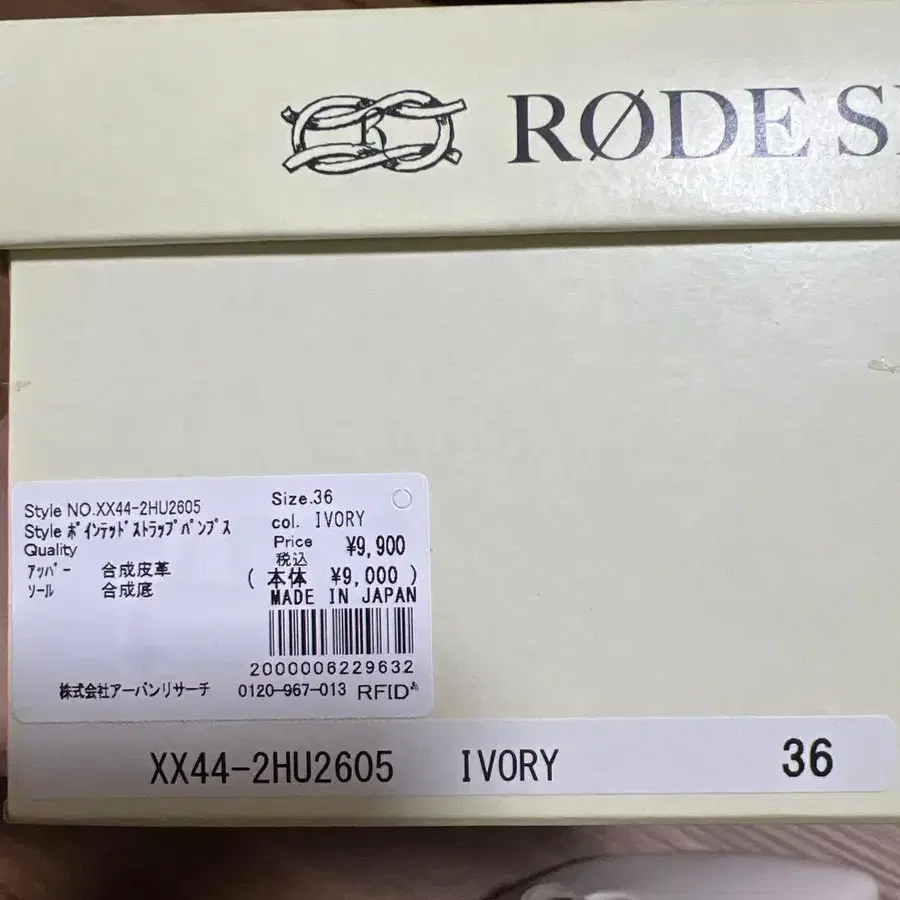 RØDE S
Style NO.XX44-2HU2605
Style ﾎﾟｲﾝﾃｯﾄﾞｽﾄﾗｯﾌﾟﾊﾟﾝﾌﾟｽ
Quality
ｱｯﾊﾟｰ 合成皮革
ｿｰﾙ 合成底
Size.36
col. IVORY
Price ¥9,900
税込
( 本体 ¥9,000 )
MADE IN JAPAN
2000006229632
株式会社アーバンリサーチ 0120-967-013 RFID
XX44-2HU2605 IVORY 36